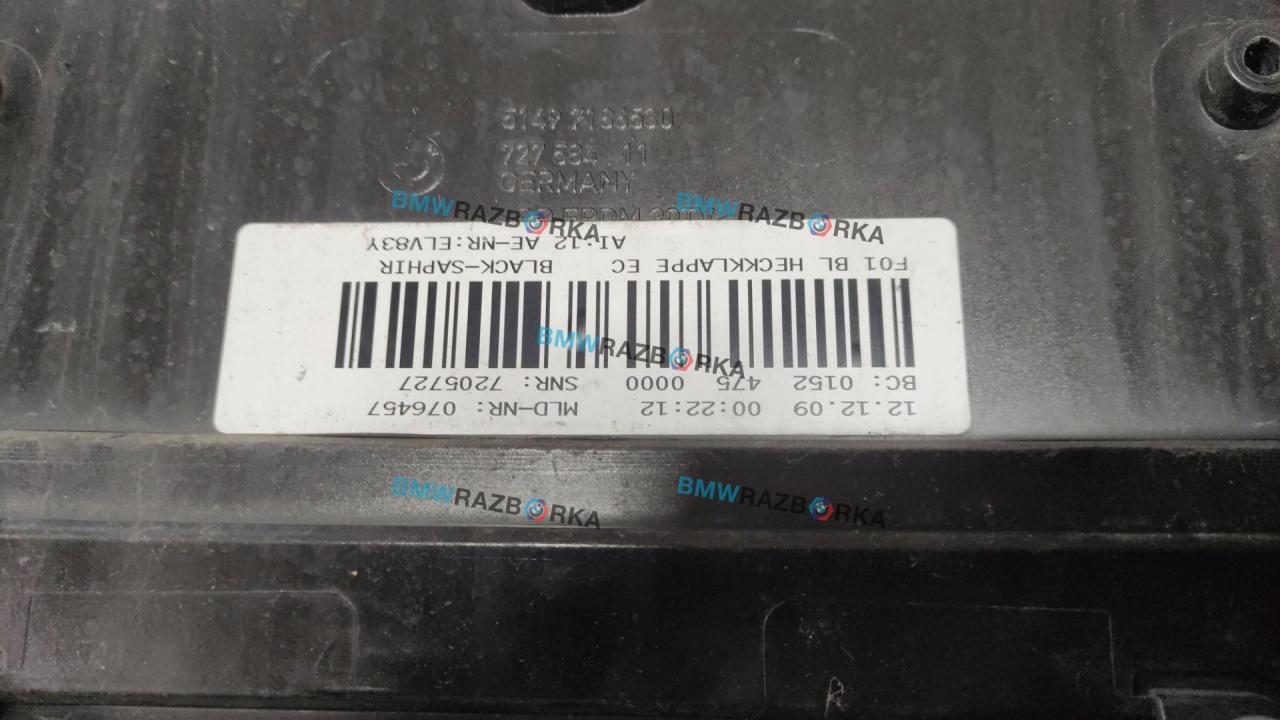 727 684 . 11
GERMANY
12.12.09 00:22:12 MLD-NR: 076457
BC: 0152 475 0000 SNR: 7205727
F01 BL HECKKLAPPE EC BLACK-SAPHIR
AI:12 AE-NR:ELV83Y
BMWRAZBORKA
BMWRAZBORKA
BMWRAZBORKA
BMWRAZBORKA
BMWRAZBORKA